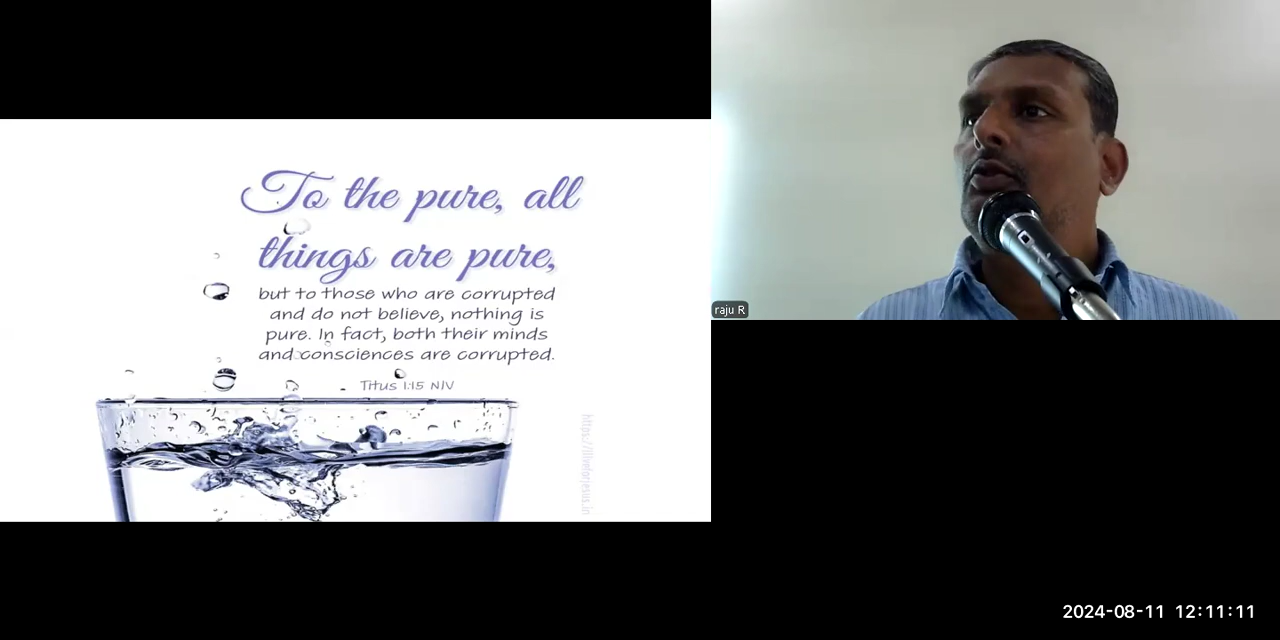 To the pure, all
things are pure,
but to those who are corrupted
and do not believe, nothing is
pure. In fact, both their minds
and consciences are corrupted.
Titus 1:15 NIV
raju R
2024-08-11 12:11:11